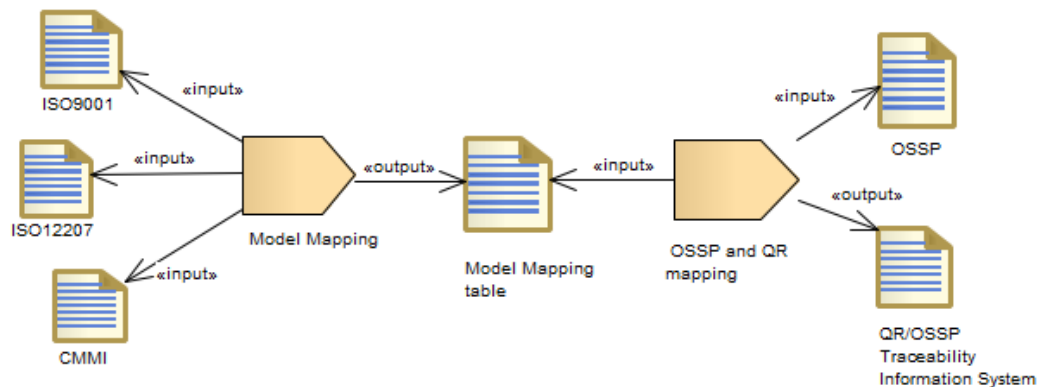 ISO9001
«input»
ISO12207
«input»
CMMI
«input»
Model Mapping
«output»
Model Mapping
table
«input»
OSSP and QR
mapping
«input»
OSSP
«output»
QR/OSSP
Traceability
Information System